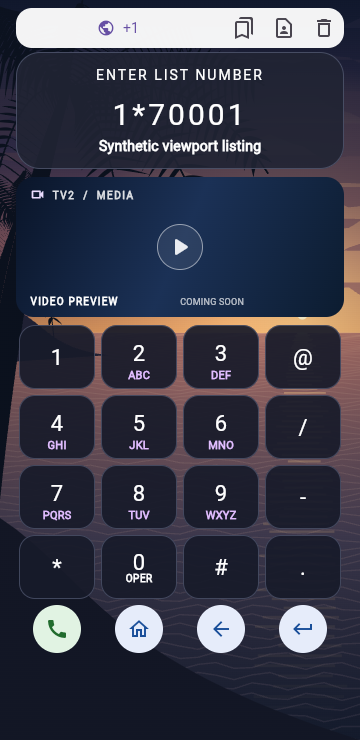 +1
ENTER LIST NUMBER
1*70001
Synthetic viewport listing
TV2 / MEDIA
VIDEO PREVIEW COMING SOON
1 2 3 @
ABC DEF
4 5 6 /
GHI JKL MNO
7 8 9 -
PQRS TUV WXYZ
* 0 # .
OPER